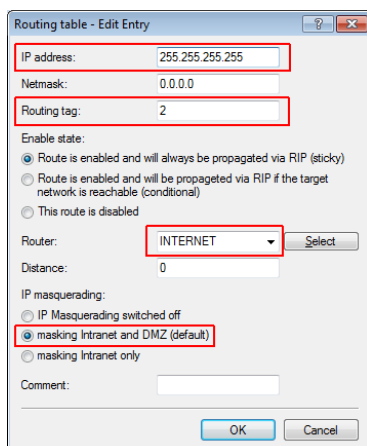 Routing table - Edit Entry
IP address: 255.255.255.255
Netmask: 0.0.0.0
Routing tag: 2
Enable state:
Route is enabled and will always be propagated via RIP (sticky)
Route is enabled and will be propageted via RIP if the target
network is reachable (conditional)
This route is disabled
Router: INTERNET Select
Distance: 0
IP masquerading:
IP Masquerading switched off
masking Intranet and DMZ (default)
masking Intranet only
Comment:
OK Cancel